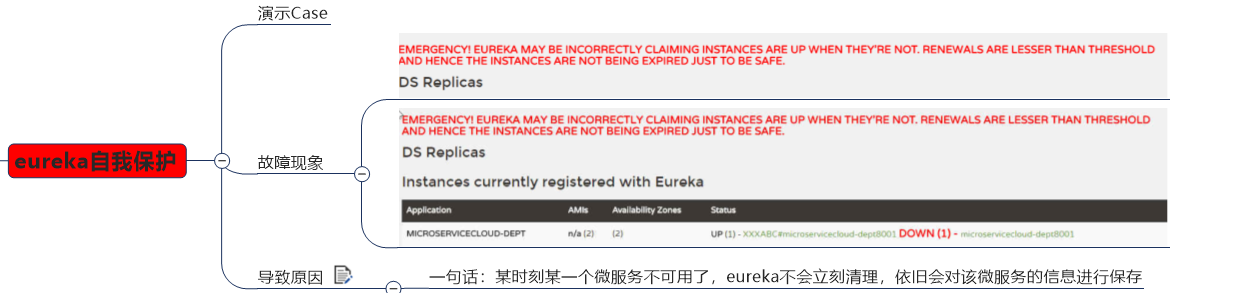 演示Case
EMERGENCY! EUREKA MAY BE INCORRECTLY CLAIMING INSTANCES ARE UP WHEN THEY'RE NOT. RENEWALS ARE LESSER THAN THRESHOLD
AND HENCE THE INSTANCES ARE NOT BEING EXPIRED JUST TO BE SAFE.
DS Replicas
eureka自我保护
故障现象
EMERGENCY! EUREKA MAY BE INCORRECTLY CLAIMING INSTANCES ARE UP WHEN THEY'RE NOT. RENEWALS ARE LESSER THAN THRESHOLD
AND HENCE THE INSTANCES ARE NOT BEING EXPIRED JUST TO BE SAFE.
DS Replicas
Instances currently registered with Eureka
Application AMIs Availability Zones Status
MICROSERVICECLOUD-DEPT n/a (2) (2) UP (1) - XXXABC#microservicecloud-dept8001 DOWN (1) - microservicecloud-dept8001
导致原因
一句话：某时刻某一个微服务不可用了，eureka不会立刻清理，依旧会对该微服务的信息进行保存